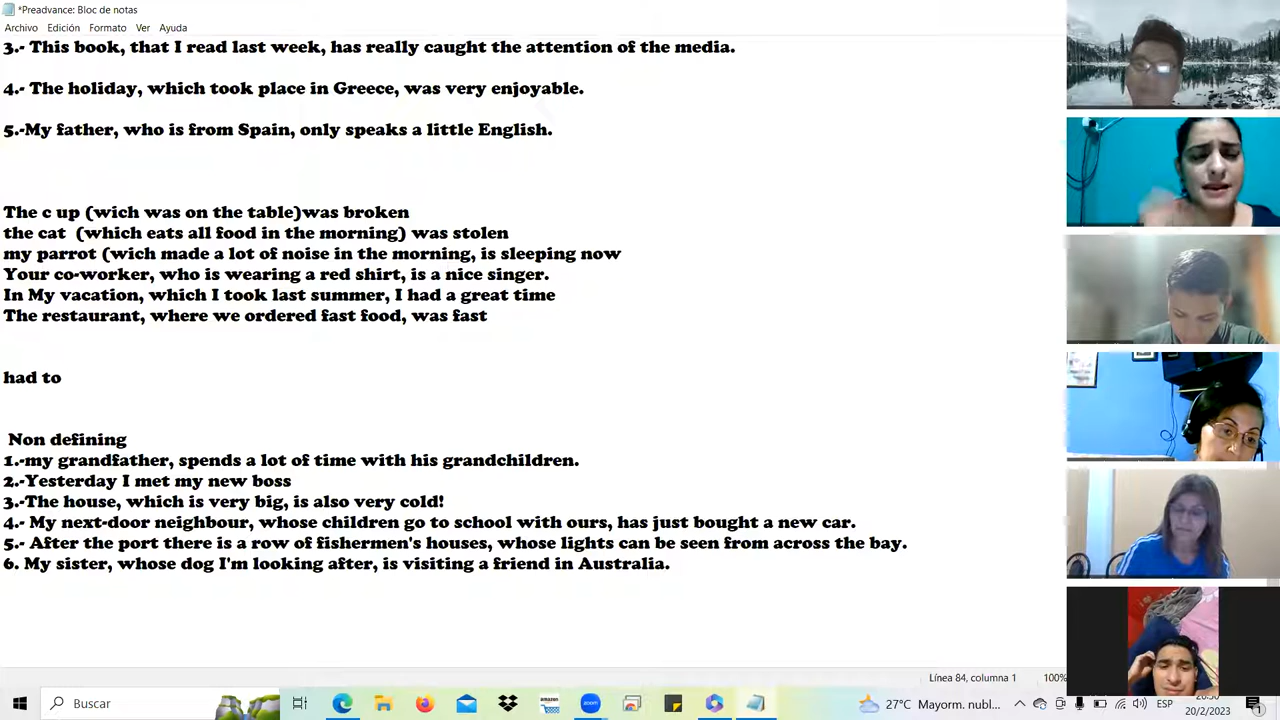 *Preadvance: Bloc de notas
Archivo Edición Formato Ver Ayuda
3.- This book, that I read last week, has really caught the attention of the media.
4.- The holiday, which took place in Greece, was very enjoyable.
5.-My father, who is from Spain, only speaks a little English.
The c up (wich was on the table)was broken
the cat (which eats all food in the morning) was stolen
my parrot (wich made a lot of noise in the morning, is sleeping now
Your co-worker, who is wearing a red shirt, is a nice singer.
In My vacation, which I took last summer, I had a great time
The restaurant, where we ordered fast food, was fast
had to
Non defining
1.-my grandfather, spends a lot of time with his grandchildren.
2.-Yesterday I met my new boss
3.-The house, which is very big, is also very cold!
4.- My next-door neighbour, whose children go to school with ours, has just bought a new car.
5.- After the port there is a row of fishermen's houses, whose lights can be seen from across the bay.
6. My sister, whose dog I'm looking after, is visiting a friend in Australia.
Línea 84, columna 1 100%
Buscar
amazon
zoom
27°C Mayorm. nubl...
ESP
20/2/2023
1